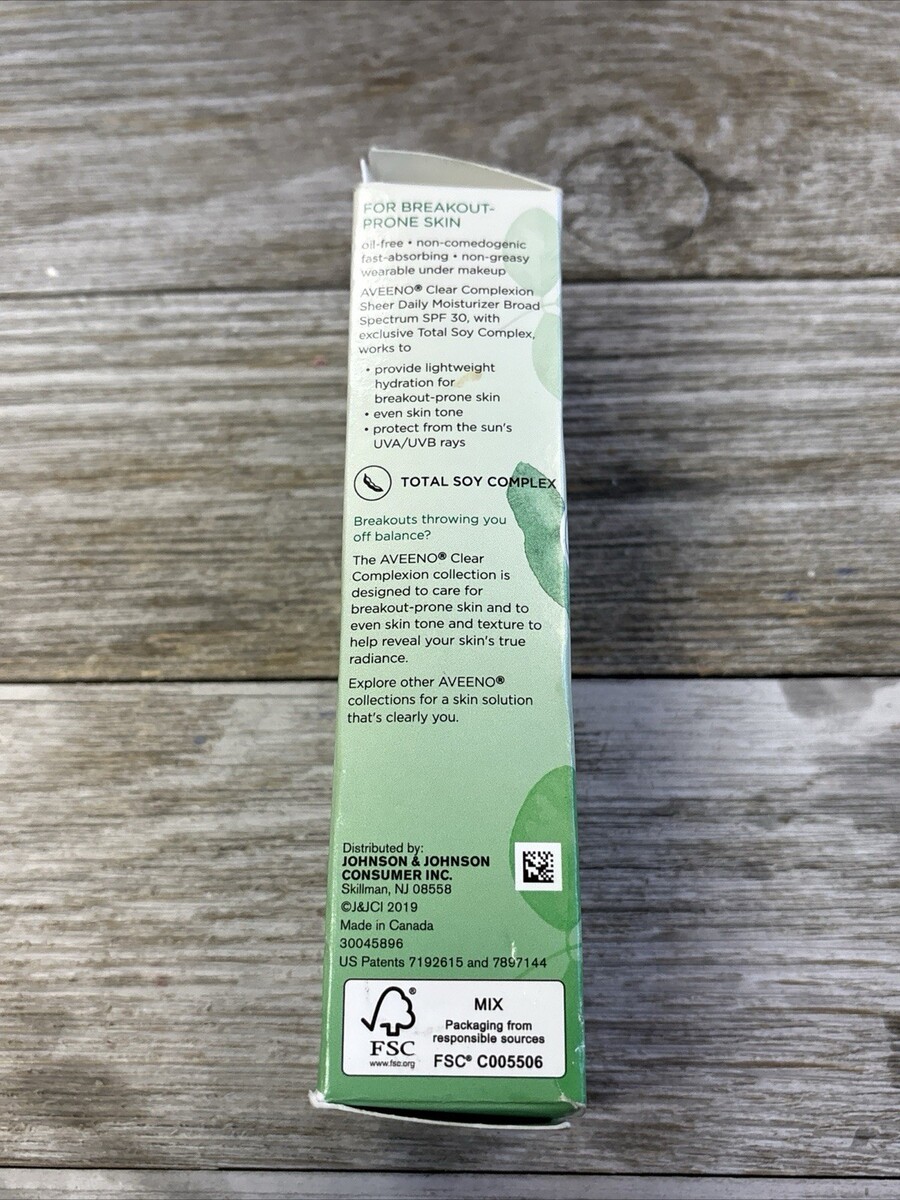 FOR BREAKOUT-
PRONE SKIN
oil-free • non-comedogenic
fast-absorbing • non-greasy
wearable under makeup
AVEENO® Clear Complexion
Sheer Daily Moisturizer Broad
Spectrum SPF 30, with
exclusive Total Soy Complex,
works to
• provide lightweight
hydration for
breakout-prone skin
• even skin tone
• protect from the sun's
UVA/UVB rays
TOTAL SOY COMPLEX
Breakouts throwing you
off balance?
The AVEENO® Clear
Complexion collection is
designed to care for
breakout-prone skin and to
even skin tone and texture to
help reveal your skin's true
radiance.
Explore other AVEENO®
collections for a skin solution
that's clearly you.
Distributed by:
JOHNSON & JOHNSON
CONSUMER INC.
Skillman, NJ 08558
©J&JCI 2019
Made in Canada
30045896
US Patents 7192615 and 7897144
®
FSC
www.fsc.org
MIX
Packaging from
responsible sources
FSC® C005506